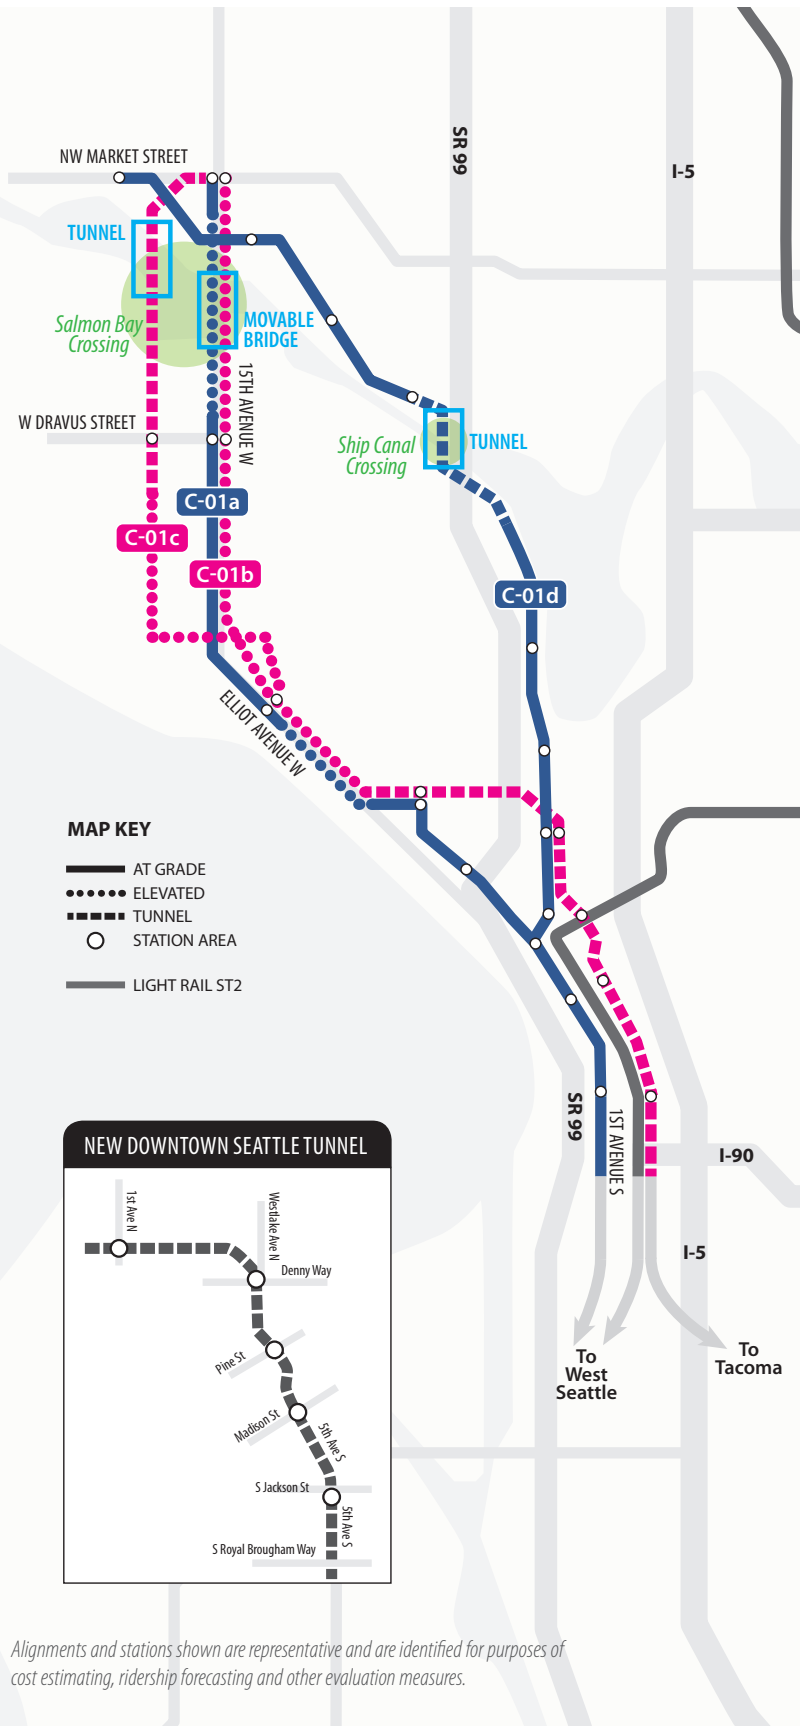 NW MARKET STREET
SR 99
I-5
TUNNEL
Salmon Bay
Crossing
MOVABLE
BRIDGE
15TH AVENUE W
W DRAVUS STREET
Ship Canal
Crossing
TUNNEL
C-01a
C-01c
C-01b
C-01d
ELLIOT AVENUE W
MAP KEY
AT GRADE
ELEVATED
TUNNEL
STATION AREA
LIGHT RAIL ST2
SR 99
1ST AVENUE S
I-90
I-5
To
West
Seattle
To
Tacoma
NEW DOWNTOWN SEATTLE TUNNEL
1st Ave N
Westlake Ave N
Denny Way
Pine St
Madison St
5th Ave S
S Jackson St
5th Ave S
S Royal Brougham Way
Alignments and stations shown are representative and are identified for purposes of
cost estimating, ridership forecasting and other evaluation measures.